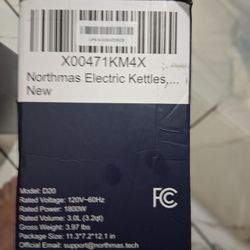 X00471KM4X
Northmas Electric Kettles,...
New
Model: D20
Rated Voltage: 120V~60Hz
Rated Power: 1800W
Rated Volume: 3.0L (3.2qt)
Gross Weight: 3.97 lbs
Package Size: 11.3*7.2*12.1 in
Official Email: support@northmas.tech
FC